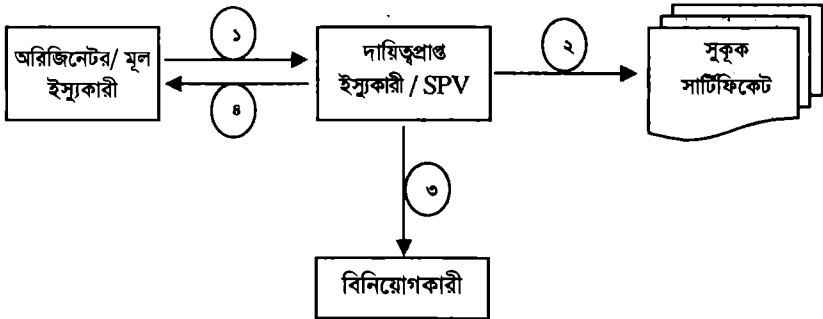 ১
অরিজিনেটর/ মূল
ইস্যুকারী
৪
দায়িত্বপ্রাপ্ত
ইস্যুকারী / SPV
২
সুকূক
সার্টিফিকেট
৩
বিনিয়োগকারী